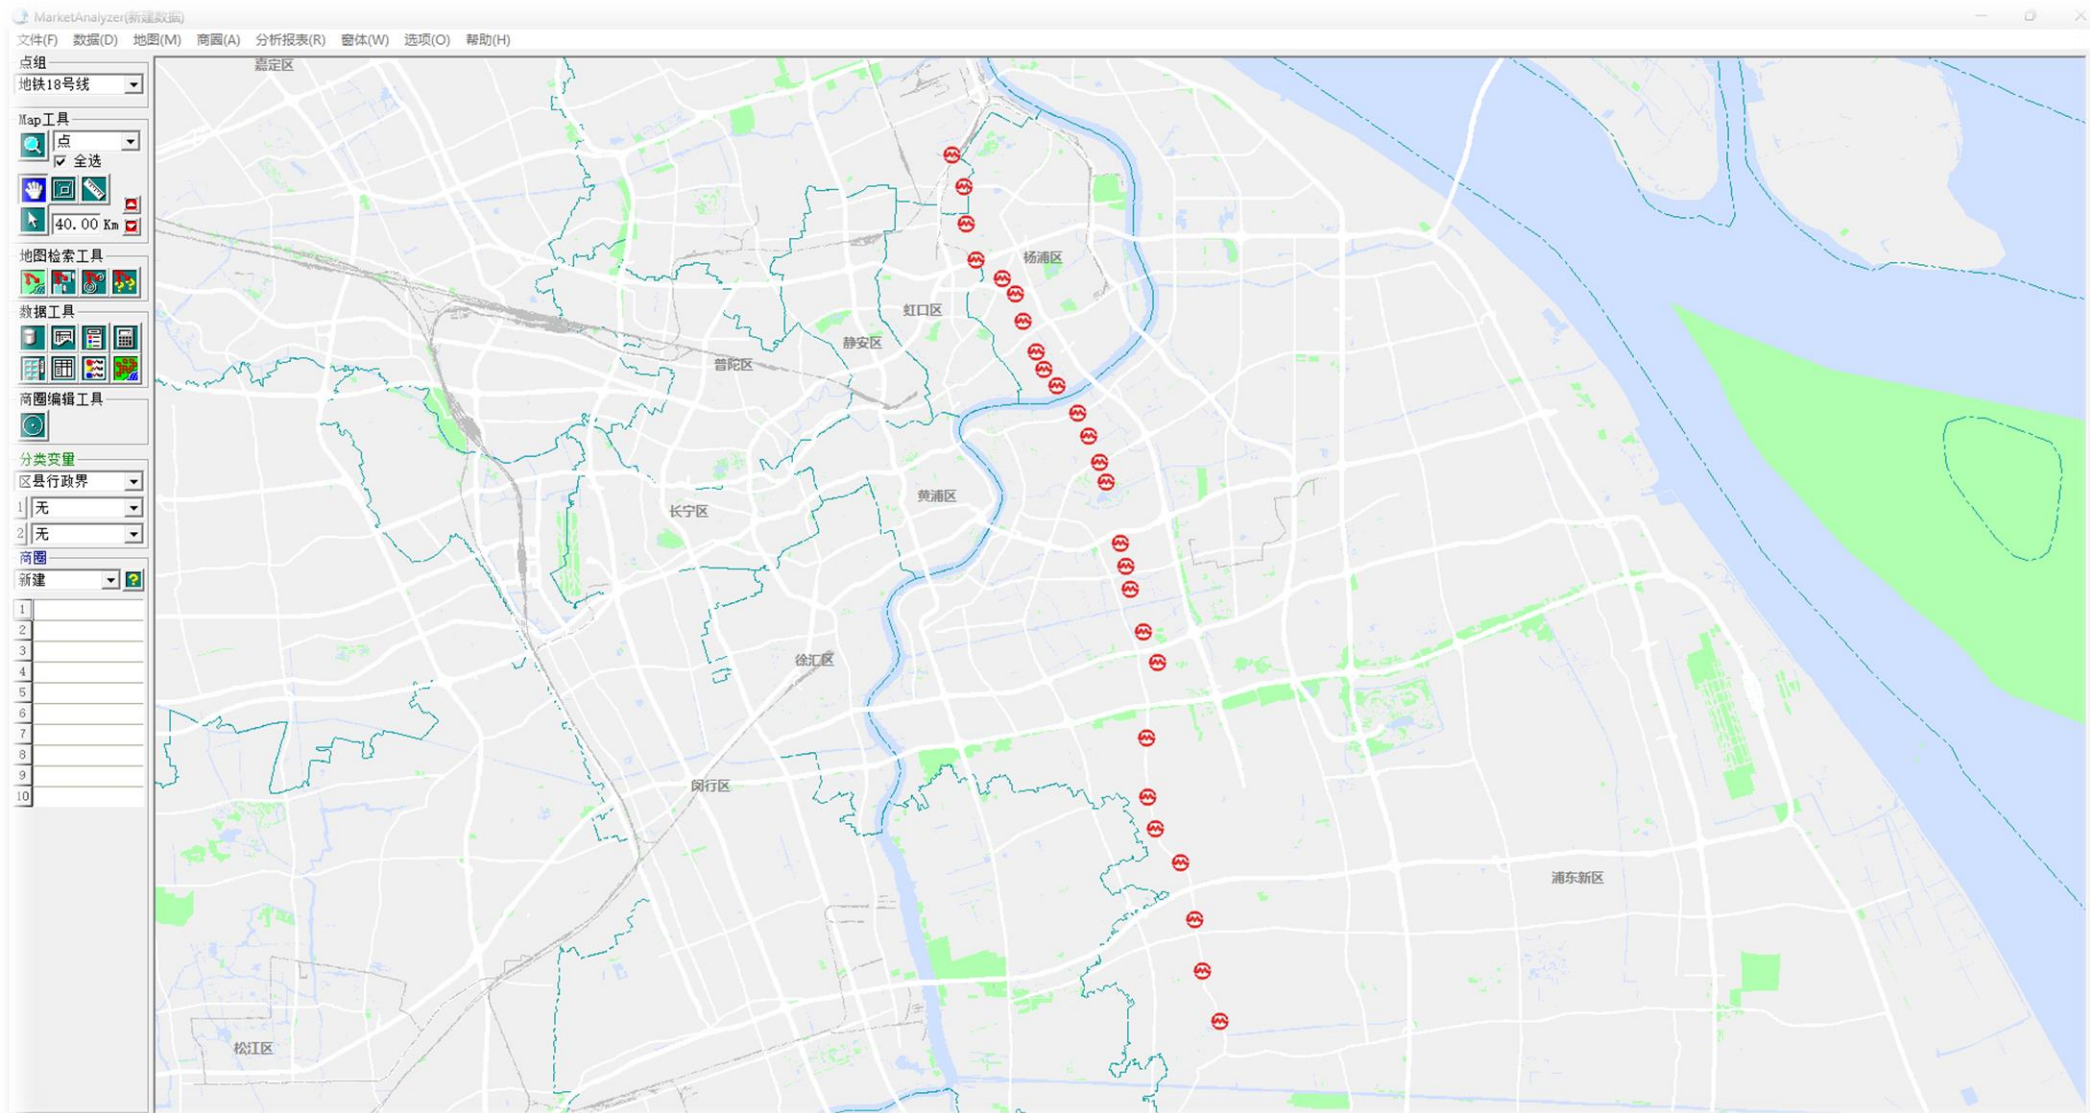 MarketAnalyzer(新建数据)
文件(F) 数据(D) 地图(M) 商圈(A) 分析报表(R) 窗体(W) 选项(O) 帮助(H)
点组
地铁18号线
Map工具
点
全选
40.00 Km
地图检索工具
数据工具
商圈编辑工具
分类变量
区县行政界
1 无
2 无
商圈
新建
1
2
3
4
5
6
7
8
9
10
嘉定区
杨浦区
虹口区
静安区
普陀区
黄浦区
长宁区
徐汇区
闵行区
浦东新区
松江区